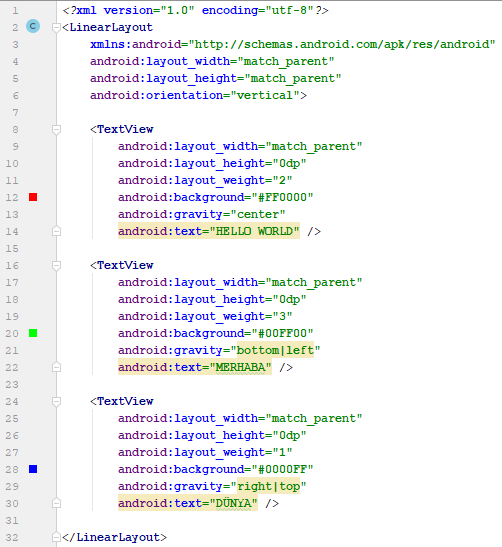 1 <?xml version="1.0" encoding="utf-8"?>
2 C <LinearLayout
3 xmlns:android="http://schemas.android.com/apk/res/android"
4 android:layout_width="match_parent"
5 android:layout_height="match_parent"
6 android:orientation="vertical">
7
8 <TextView
9 android:layout_width="match_parent"
10 android:layout_height="0dp"
11 android:layout_weight="2"
12 android:background="#FF0000"
13 android:gravity="center"
14 android:text="HELLO WORLD" />
15
16 <TextView
17 android:layout_width="match_parent"
18 android:layout_height="0dp"
19 android:layout_weight="3"
20 android:background="#00FF00"
21 android:gravity="bottom|left"
22 android:text="MERHABA" />
23
24 <TextView
25 android:layout_width="match_parent"
26 android:layout_height="0dp"
27 android:layout_weight="1"
28 android:background="#0000FF"
29 android:gravity="right|top"
30 android:text="DÜNYA" />
31
32 </LinearLayout>